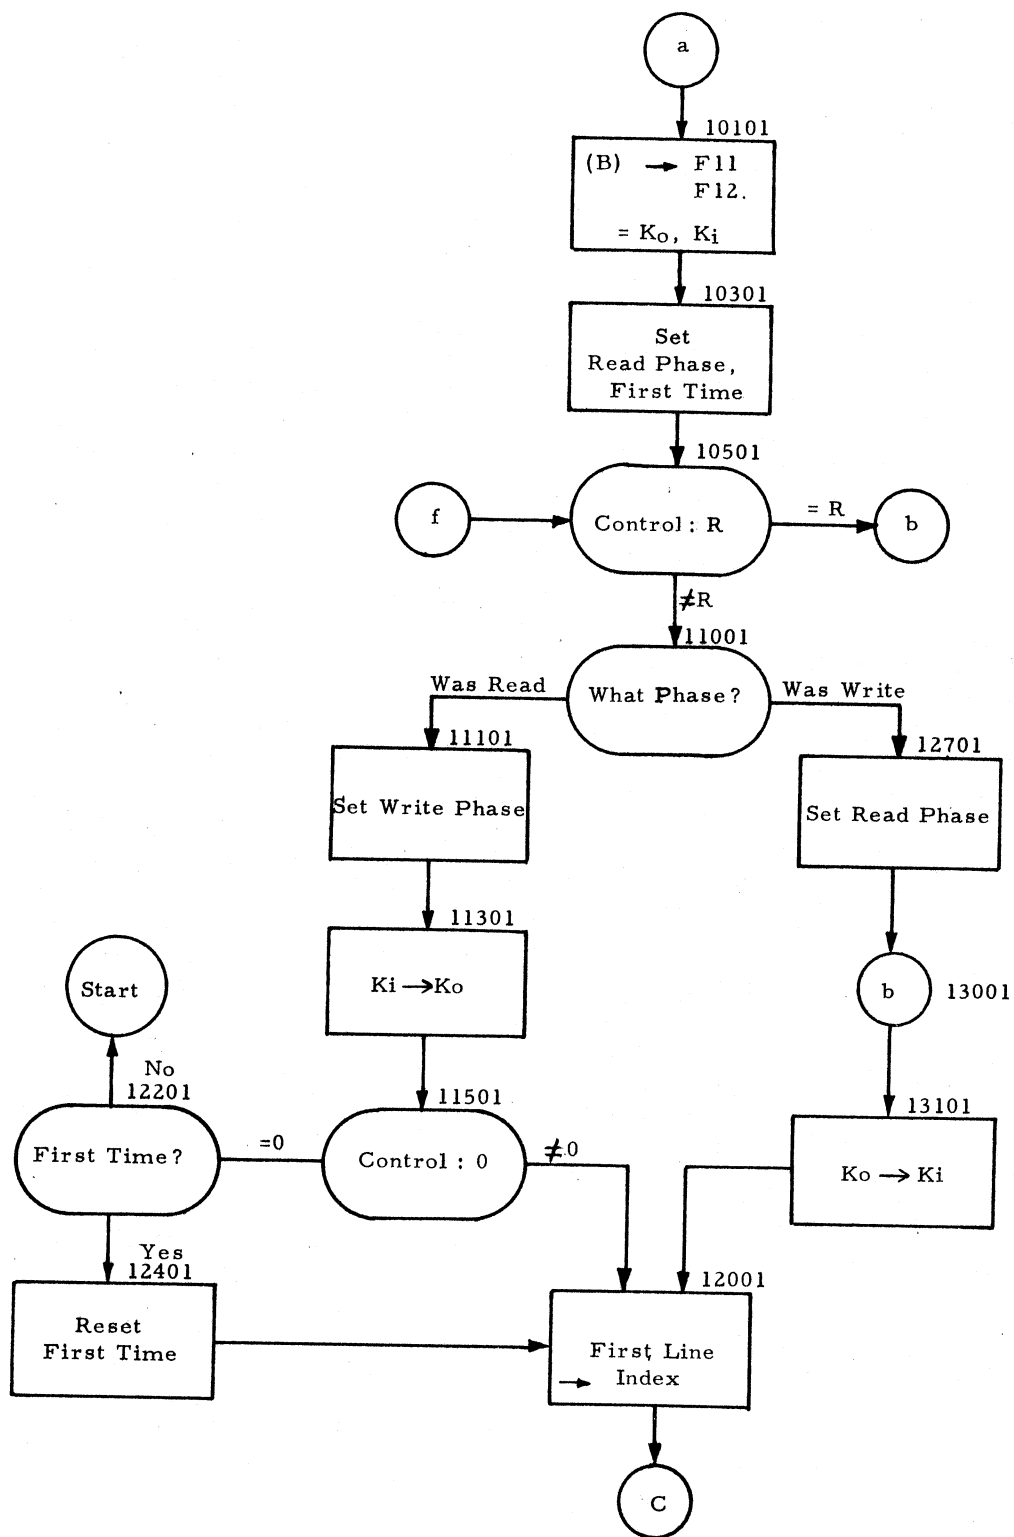 a
10101
(B) → F11
F12.
= Ko, Ki
10301
Set
Read Phase,
First Time
10501
f
Control : R
= R
b
≠R
11001
Was Read
What Phase?
Was Write
11101
12701
Set Write Phase
Set Read Phase
11301
Ki → Ko
Start
b
13001
No
12201
11501
13101
First Time?
=0
Control : 0
≠0
Ko → Ki
Yes
12401
12001
Reset
First Time
First Line
→ Index
C